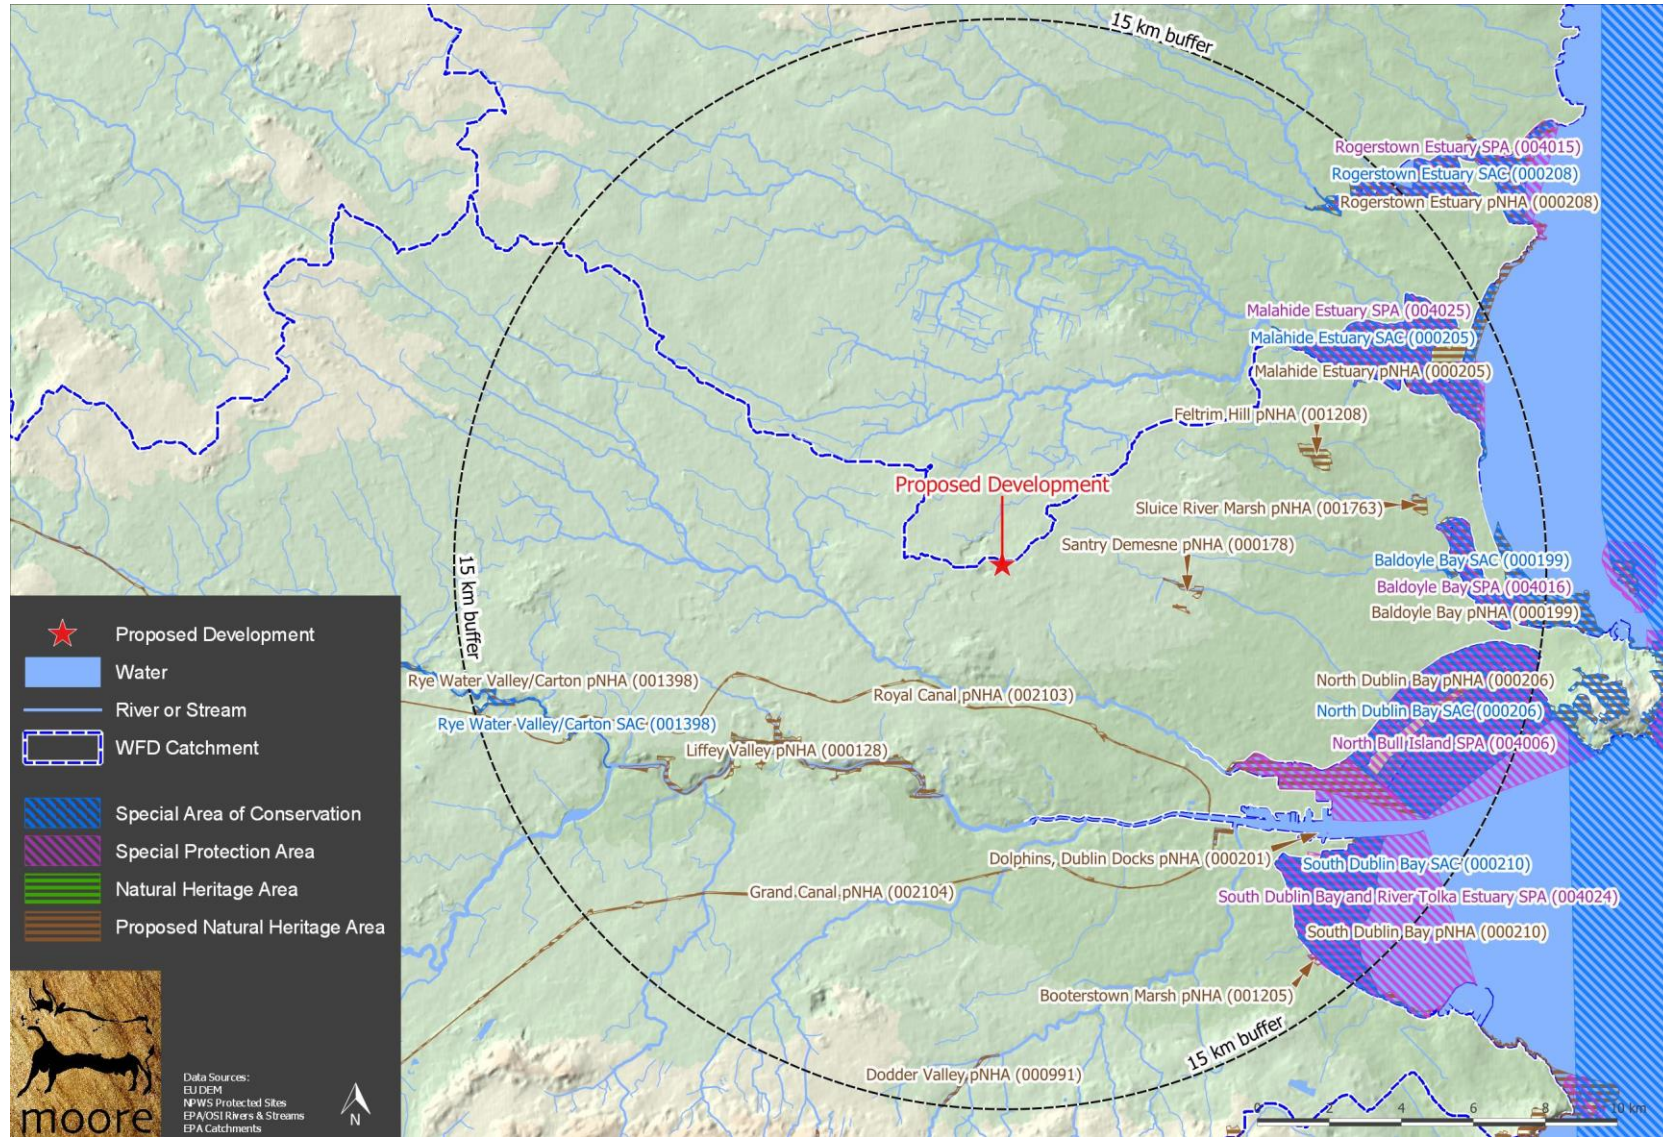 15 km buffer
Rogerstown Estuary SPA (004015)
Rogerstown Estuary SAC (000208)
Rogerstown Estuary pNHA (000208)
Malahide Estuary SPA (004025)
Malahide Estuary SAC (000205)
Malahide Estuary pNHA (000205)
Feltrim Hill pNHA (001208)
Proposed Development
Sluice River Marsh pNHA (001763)
Santry Demesne pNHA (000178)
Baldoyle Bay SAC (000199)
Baldoyle Bay SPA (004016)
Baldoyle Bay pNHA (000199)
15 km buffer
Rye Water Valley/Carton pNHA (001398)
Royal Canal pNHA (002103)
North Dublin Bay pNHA (000206)
North Dublin Bay SAC (000206)
Rye Water Valley/Carton SAC (001398)
Liffey Valley pNHA (000128)
North Bull Island SPA (004006)
Dolphins, Dublin Docks pNHA (000201)
South Dublin Bay SAC (000210)
Grand Canal pNHA (002104)
South Dublin Bay and River Tolka Estuary SPA (004024)
South Dublin Bay pNHA (000210)
Booterstown Marsh pNHA (001205)
15 km buffer
Dodder Valley pNHA (000991)
0 2 4 6 8 10 km
Proposed Development
Water
River or Stream
WFD Catchment
Special Area of Conservation
Special Protection Area
Natural Heritage Area
Proposed Natural Heritage Area
moore
Data Sources:
EU DEM
NPWS Protected Sites
EPA/OSI Rivers & Streams
EPA Catchments
N